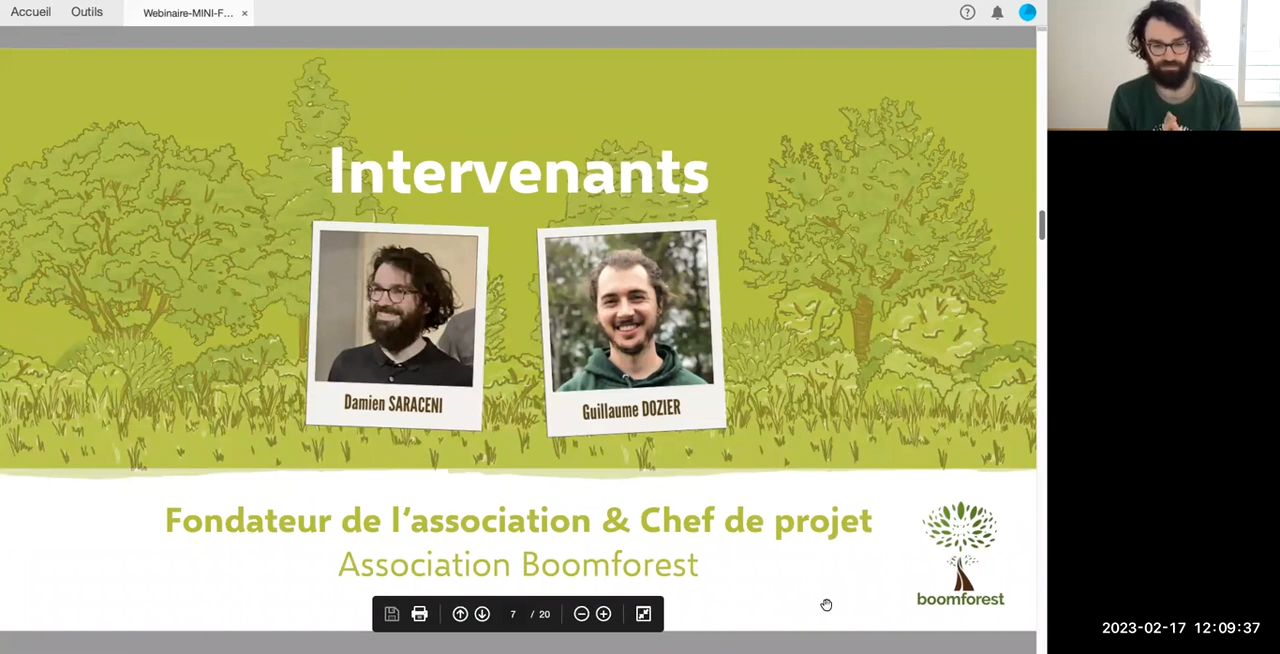 Accueil Outils Webinaire-MINI-F... ×
Intervenants
Damien SARACENI
Guillaume DOZIER
Fondateur de l'association & Chef de projet
Association Boomforest
boomforest
7 / 20
2023-02-17 12:09:37